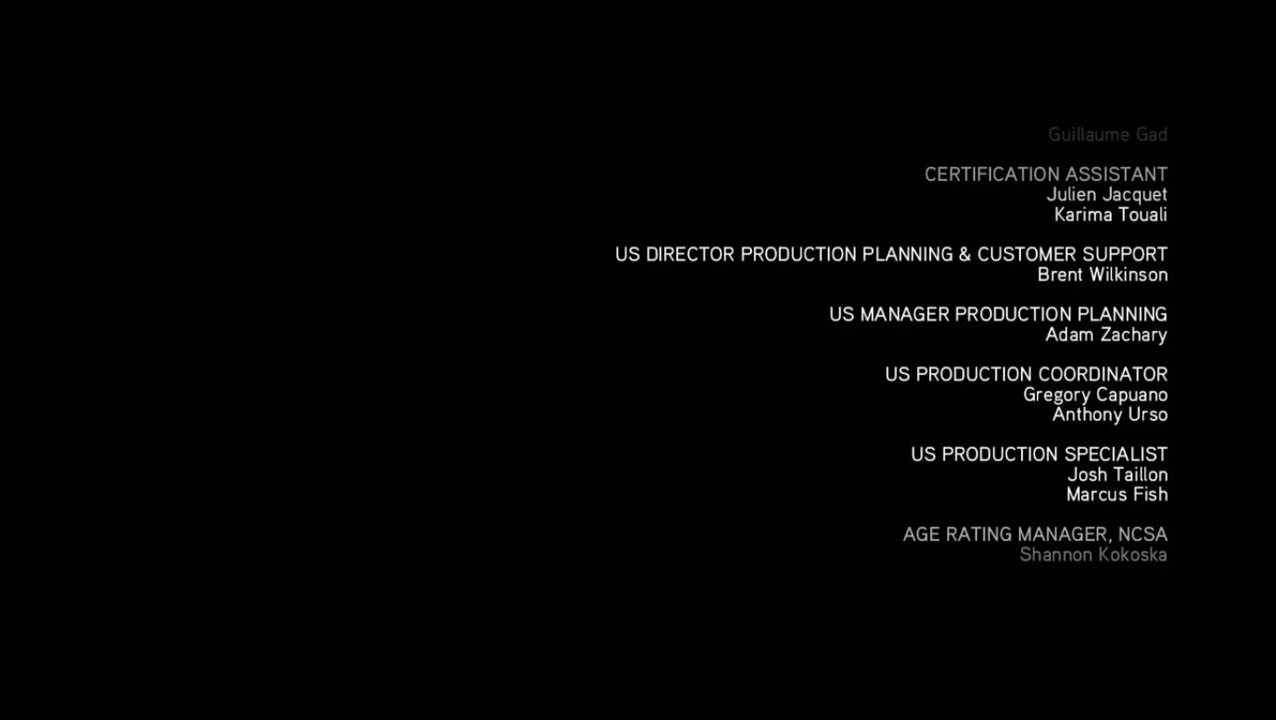 Guillaume Gad
CERTIFICATION ASSISTANT
Julien Jacquet
Karima Touali
US DIRECTOR PRODUCTION PLANNING & CUSTOMER SUPPORT
Brent Wilkinson
US MANAGER PRODUCTION PLANNING
Adam Zachary
US PRODUCTION COORDINATOR
Gregory Capuano
Anthony Urso
US PRODUCTION SPECIALIST
Josh Taillon
Marcus Fish
AGE RATING MANAGER, NCSA
Shannon Kokoska